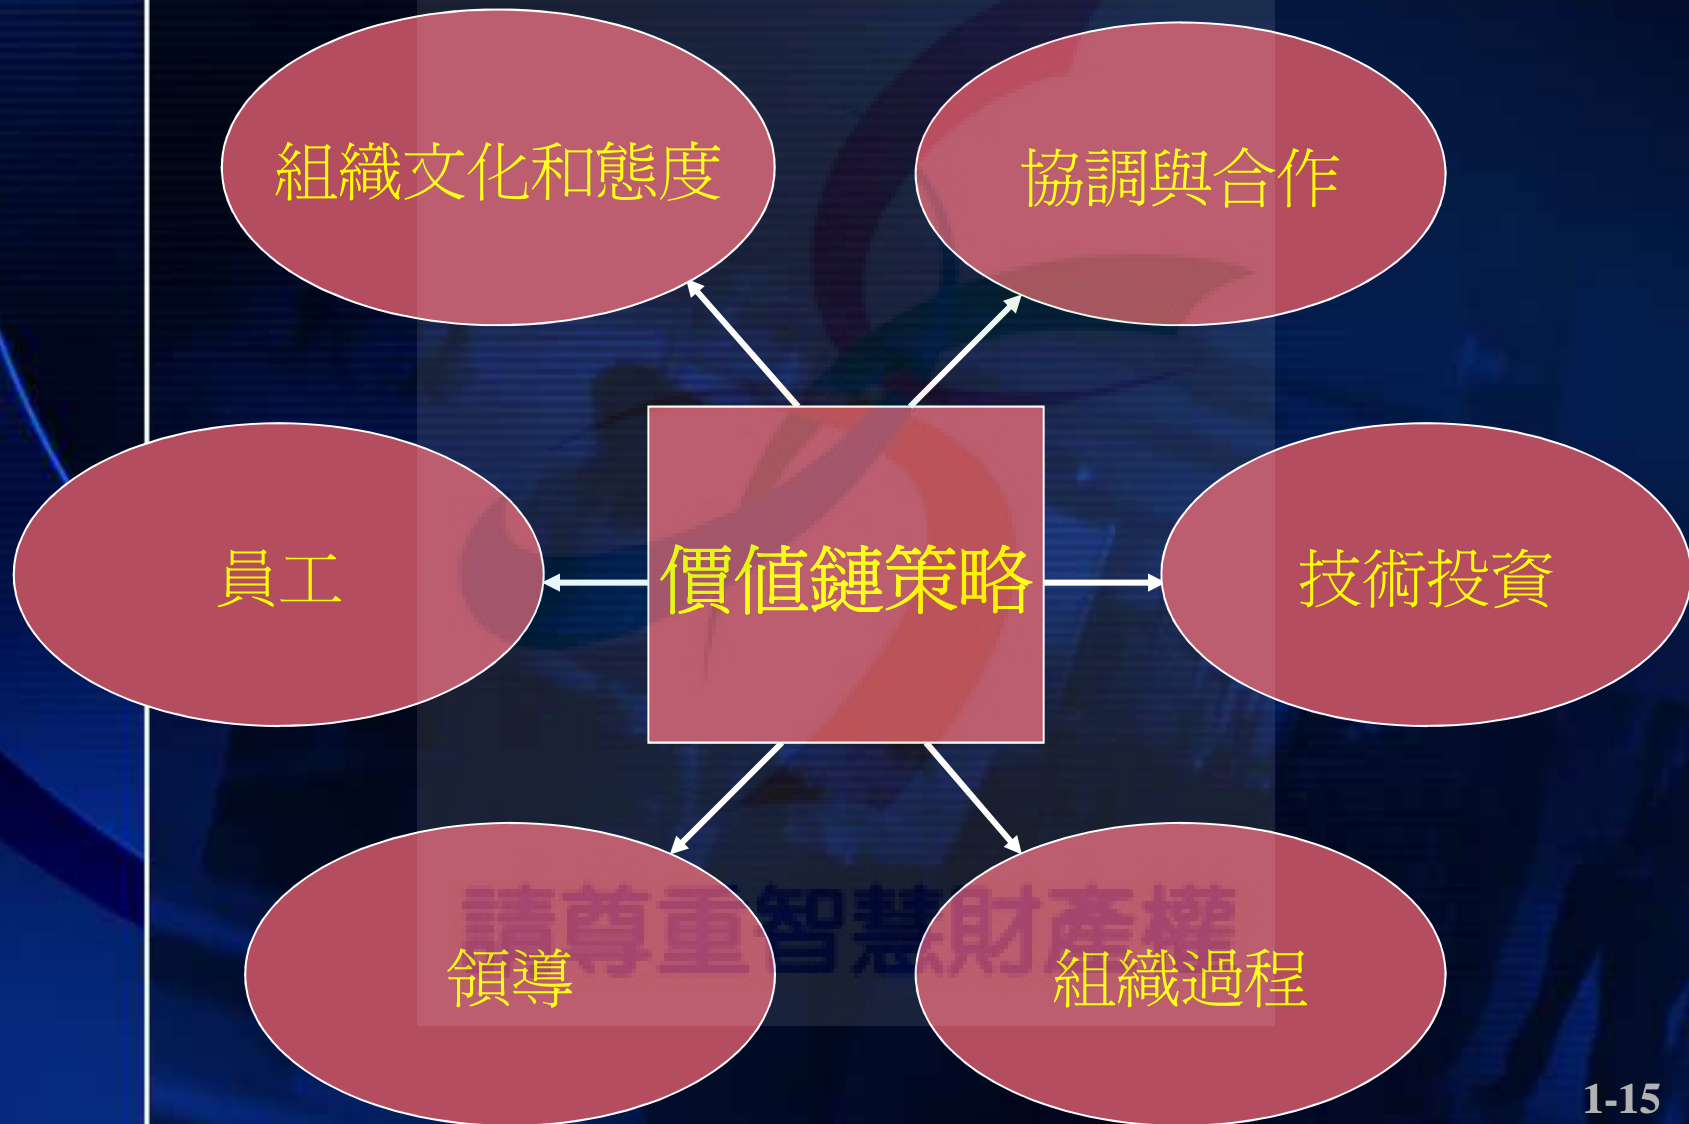 組織文化和態度
協調與合作
員工
價值鏈策略
技術投資
請尊重智慧財產權
領導
組織過程
1-15